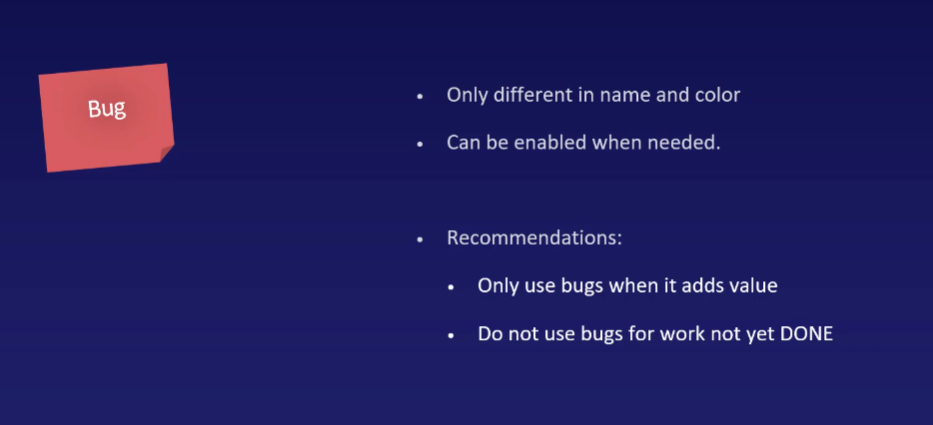 Bug
• Only different in name and color
• Can be enabled when needed.
• Recommendations:
• Only use bugs when it adds value
• Do not use bugs for work not yet DONE